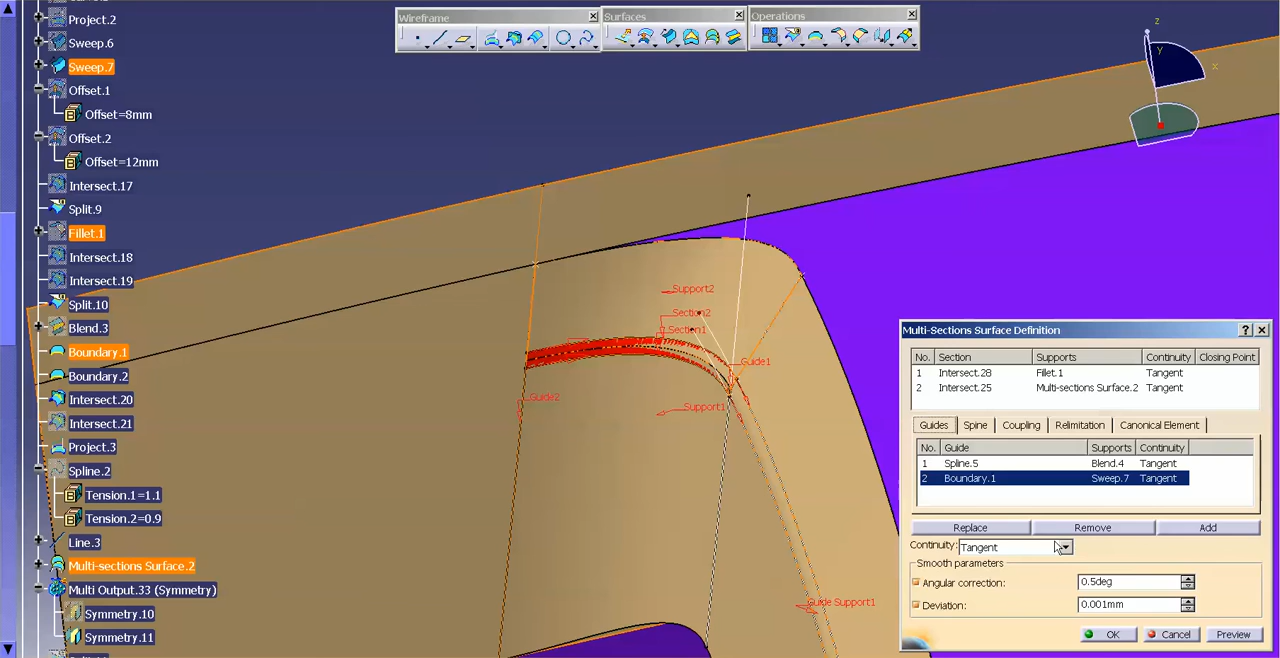 Wireframe
Surfaces
Operations
Project.2
Sweep.6
Sweep.7
Offset.1
Offset=8mm
Offset.2
Offset=12mm
Intersect.17
Split.9
Fillet.1
Intersect.18
Intersect.19
Split.10
Blend.3
Boundary.1
Boundary.2
Intersect.20
Intersect.21
Project.3
Spline.2
Tension.1=1.1
Tension.2=0.9
Line.3
Multi-sections Surface.2
Multi Output.33 (Symmetry)
Symmetry.10
Symmetry.11
z
y
x
Support2
Section2
Section1
Guide1
Guide2
Support1
Guide Support1
Multi-Sections Surface Definition
No. Section Supports Continuity Closing Point
1 Intersect.28 Fillet.1 Tangent
2 Intersect.25 Multi-sections Surface.2 Tangent
Guides Spine Coupling Relimitation Canonical Element
No. Guide Supports Continuity
1 Spline.5 Blend.4 Tangent
2 Boundary.1 Sweep.7 Tangent
Replace Remove Add
Continuity: Tangent
Smooth parameters
Angular correction: 0.5deg
Deviation: 0.001mm
OK Cancel Preview